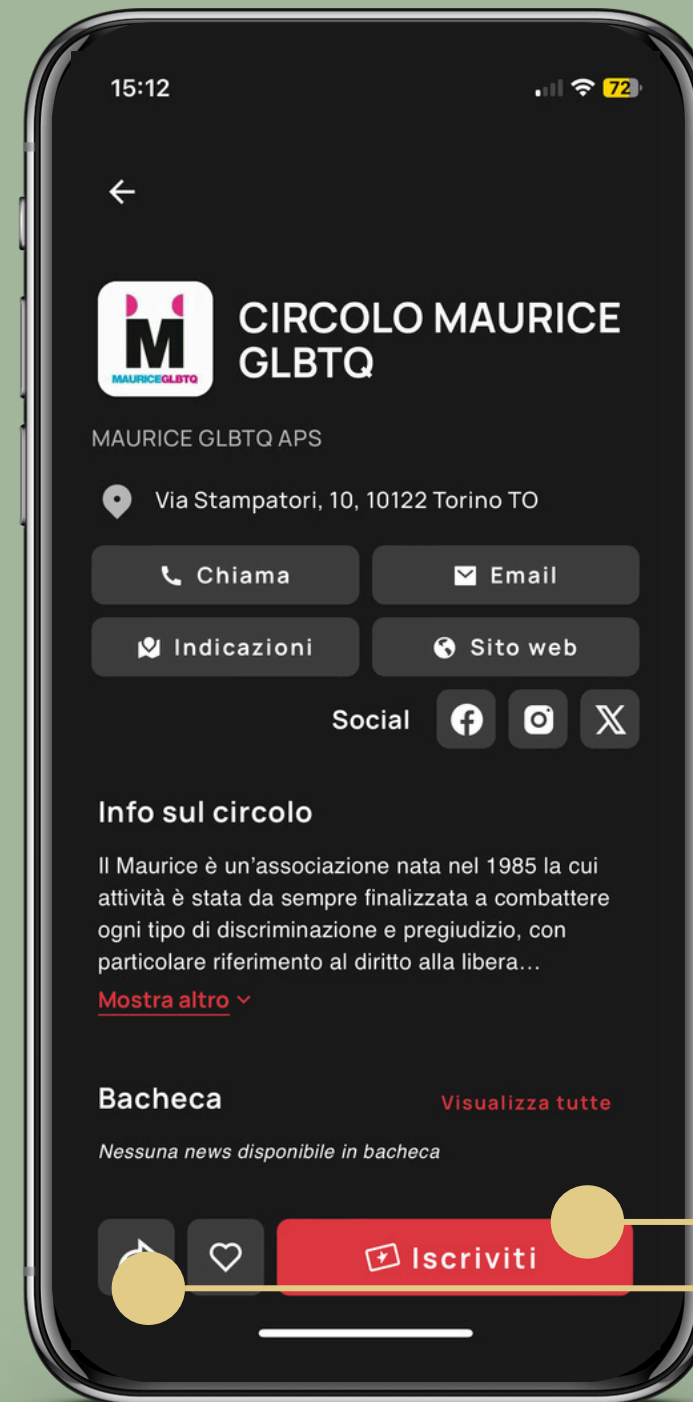 15:12
72
M
MAURICEGLBTQ
CIRCOLO MAURICE
GLBTQ
MAURICE GLBTQ APS
Via Stampatori, 10, 10122 Torino TO
Chiama
Email
Indicazioni
Sito web
Social
Info sul circolo
Il Maurice è un’associazione nata nel 1985 la cui
attività è stata da sempre finalizzata a combattere
ogni tipo di discriminazione e pregiudizio, con
particolare riferimento al diritto alla libera...
Mostra altro
Bacheca
Visualizza tutte
Nessuna news disponibile in bacheca
Iscriviti